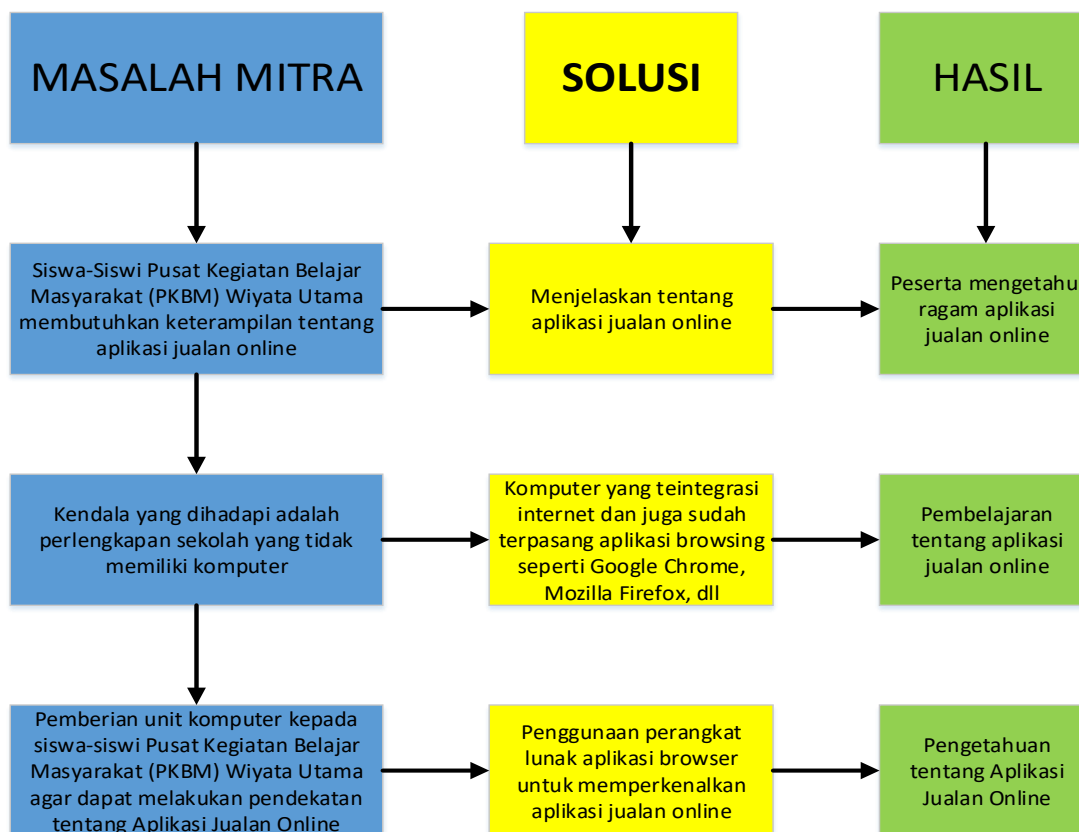 MASALAH MITRA
SOLUSI
HASIL
Siswa-Siswi Pusat Kegiatan Belajar
Masyarakat (PKBM) Wiyata Utama
membutuhkan keterampilan tentang
aplikasi jualan online
Menjelaskan tentang
aplikasi jualan online
Peserta mengetahu
ragam aplikasi
jualan online
Kendala yang dihadapi adalah
perlengkapan sekolah yang tidak
memiliki komputer
Komputer yang teintegrasi
internet dan juga sudah
terpasang aplikasi browsing
seperti Google Chrome,
Mozilla Firefox, dll
Pembelajaran
tentang aplikasi
jualan online
Pemberian unit komputer kepada
siswa-siswi Pusat Kegiatan Belajar
Masyarakat (PKBM) Wiyata Utama
agar dapat melakukan pendekatan
tentang Aplikasi Jualan Online
Penggunaan perangkat
lunak aplikasi browser
untuk memperkenalkan
aplikasi jualan online
Pengetahuan
tentang Aplikasi
Jualan Online